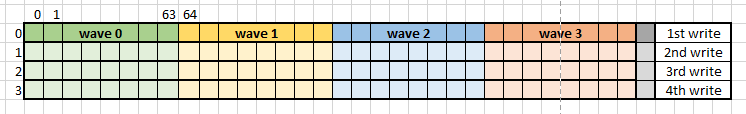 0 1 63 64
0 wave 0 wave 1 wave 2 wave 3 1st write
1 2nd write
2 3rd write
3 4th write